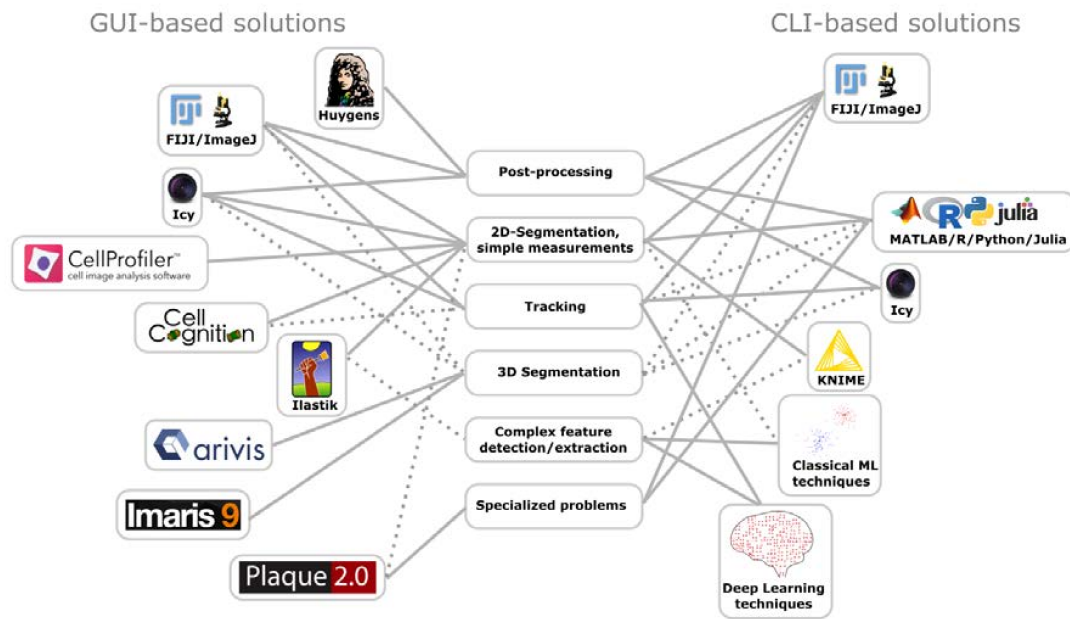 GUI-based solutions
CLI-based solutions
Huygens
FIJI/ImageJ
Icy
CellProfiler™
cell image analysis software
Cell
Cognition
Ilastik
arivis
Imaris 9
Plaque 2.0
Post-processing
2D-Segmentation,
simple measurements
Tracking
3D Segmentation
Complex feature
detection/extraction
Specialized problems
FIJI/ImageJ
R
julia
MATLAB/R/Python/Julia
Icy
KNIME
Classical ML
techniques
Deep Learning
techniques